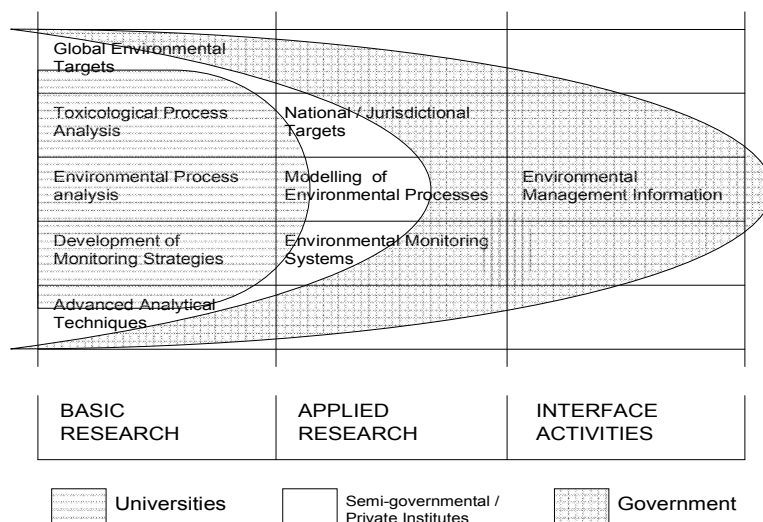 Global Environmental
Targets
Toxicological Process
Analysis
National / Jurisdictional
Targets
Environmental Process
analysis
Modelling of
Environmental Processes
Environmental
Management Information
Development of
Monitoring Strategies
Environmental Monitoring
Systems
Advanced Analytical
Techniques
BASIC
RESEARCH
APPLIED
RESEARCH
INTERFACE
ACTIVITIES
Universities
Semi-governmental /
Private Institutes
Government